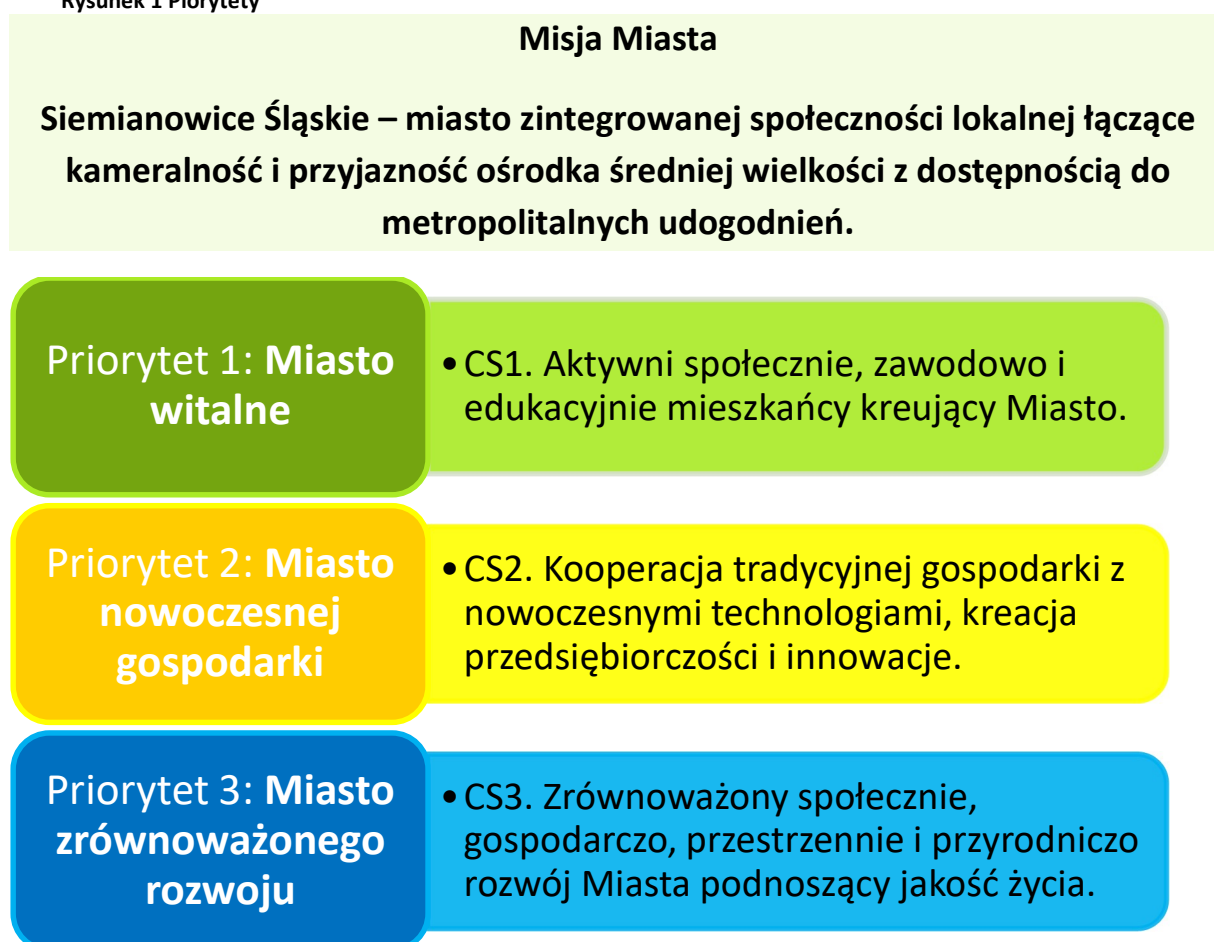 Rysunek 1 Piorytety
Misja Miasta
Siemianowice Śląskie – miasto zintegrowanej społeczności lokalnej łączące
kameralność i przyjazność ośrodka średniej wielkości z dostępnością do
metropolitalnych udogodnień.
Priorytet 1: Miasto
witalne
•CS1. Aktywni społecznie, zawodowo i
edukacyjnie mieszkańcy kreujący Miasto.
Priorytet 2: Miasto
nowoczesnej
gospodarki
•CS2. Kooperacja tradycyjnej gospodarki z
nowoczesnymi technologiami, kreacja
przedsiębiorczości i innowacje.
Priorytet 3: Miasto
zrównoważonego
rozwoju
•CS3. Zrównoważony społecznie,
gospodarczo, przestrzennie i przyrodniczo
rozwój Miasta podnoszący jakość życia.